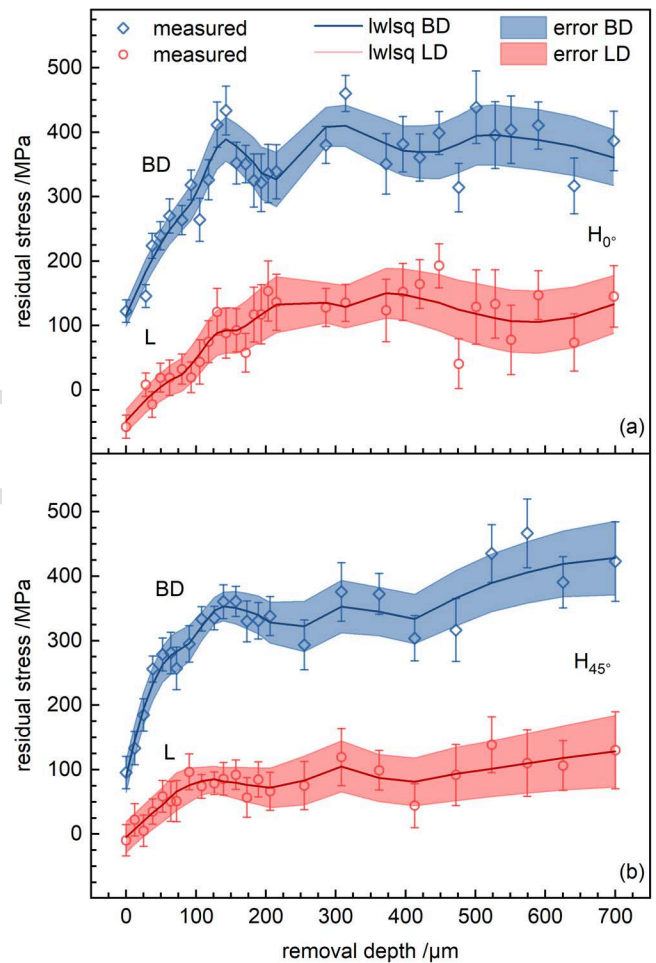 measured lwlsq BD error BD
measured lwlsq LD error LD
500
400
300
200
100
0
residual stress /MPa
BD
L
H0°
(a)
500
400
300
200
100
0
residual stress /MPa
BD
L
H45°
(b)
0 100 200 300 400 500 600 700
removal depth /µm